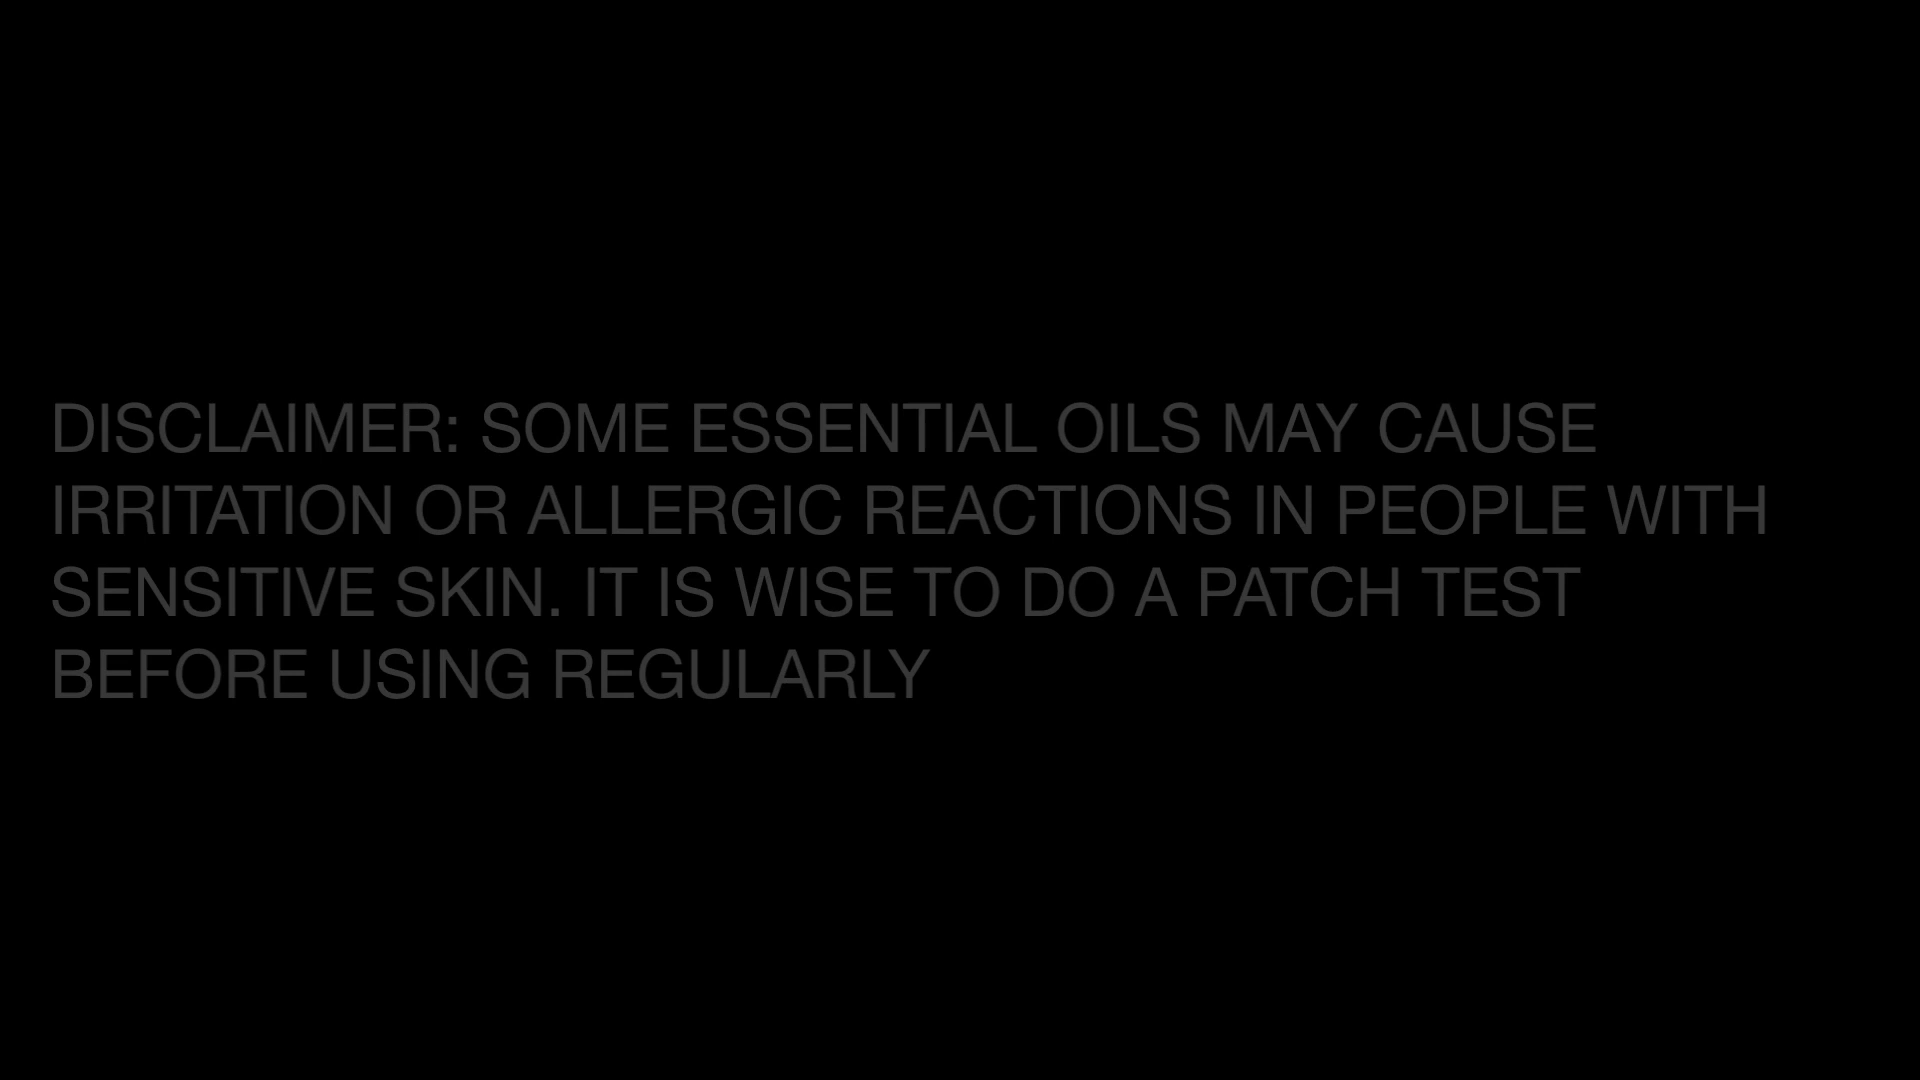 DISCLAIMER: SOME ESSENTIAL OILS MAY CAUSE
IRRITATION OR ALLERGIC REACTIONS IN PEOPLE WITH
SENSITIVE SKIN. IT IS WISE TO DO A PATCH TEST
BEFORE USING REGULARLY